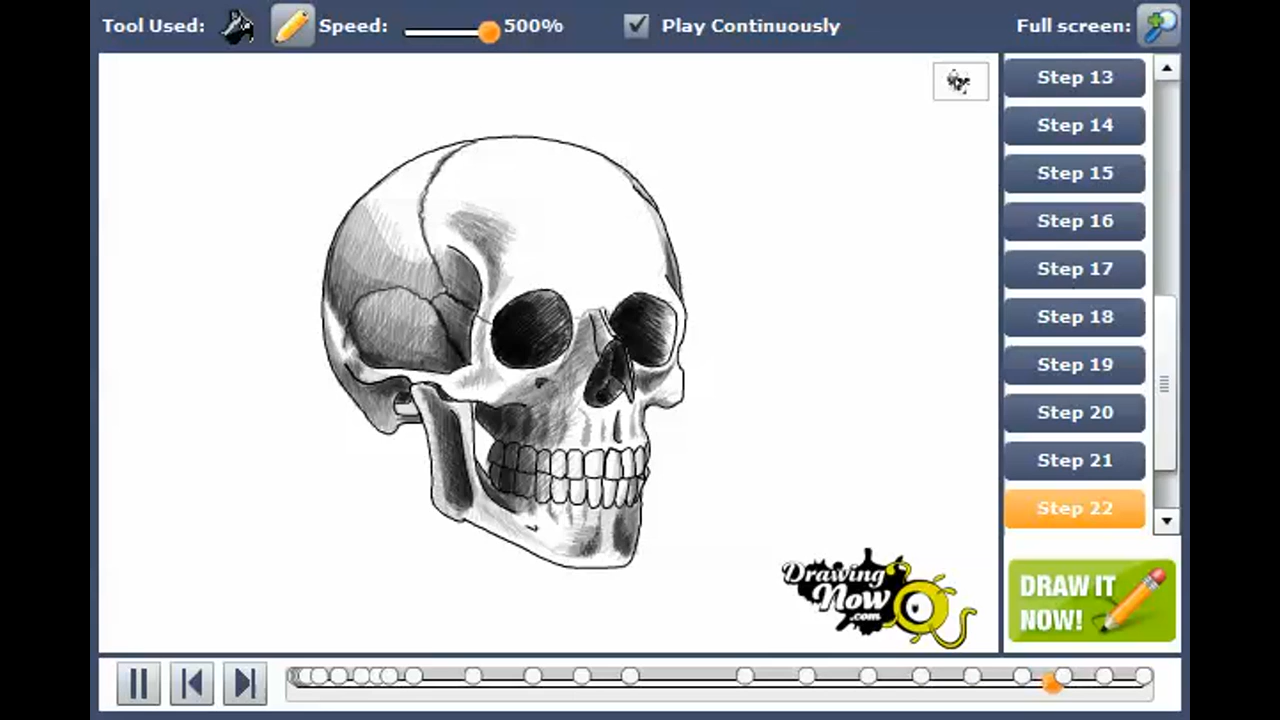 Tool Used:
Speed:
500%
Play Continuously
Full screen:
Step 13
Step 14
Step 15
Step 16
Step 17
Step 18
Step 19
Step 20
Step 21
Step 22
Drawing
Now
.com
DRAW IT
NOW!